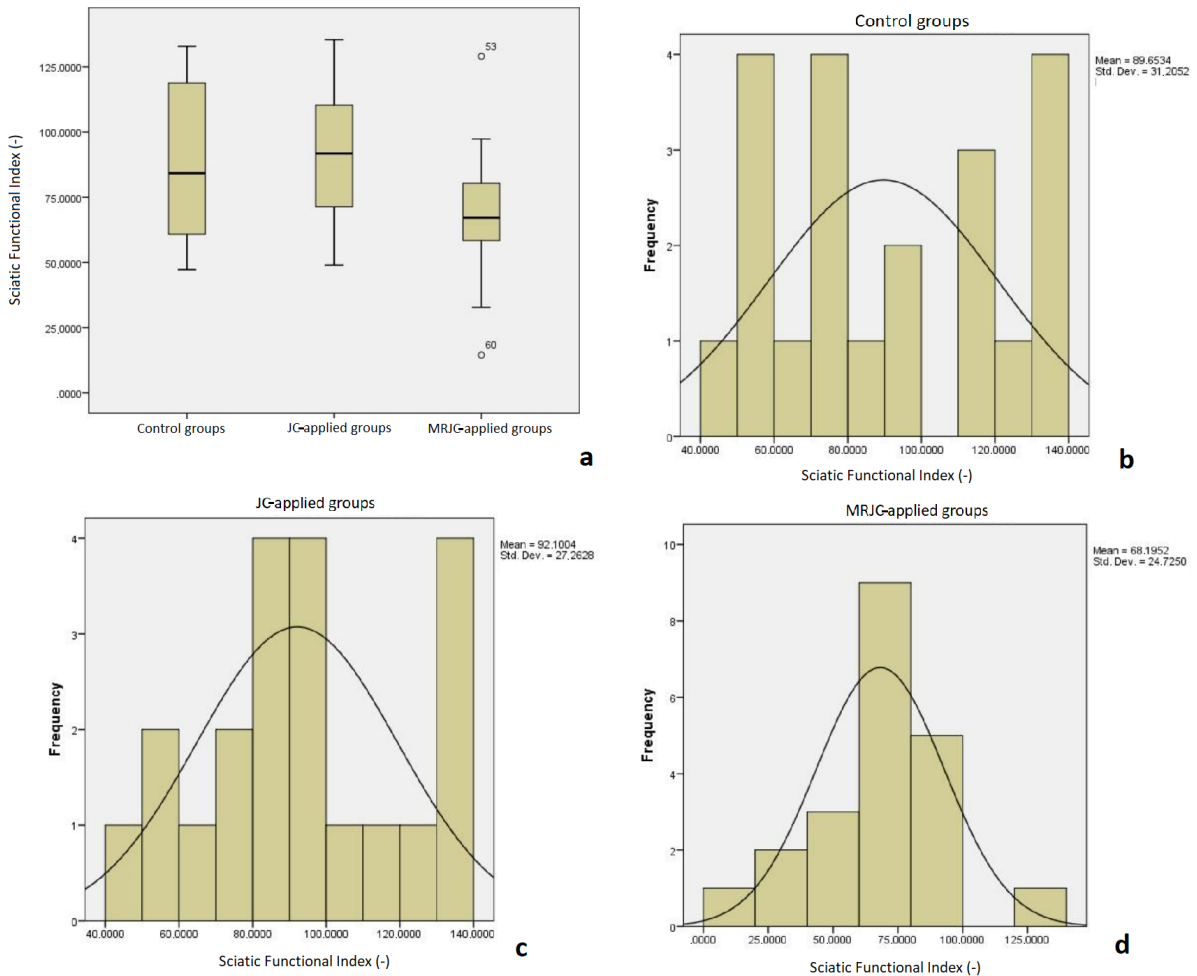 Sciatic Functional Index (-)
125.0000
100.0000
75.0000
50.0000
25.0000
.0000
53
60
Control groups JC-applied groups MRJC-applied groups
a
Control groups
Mean = 89.6534
Std. Dev. = 31.2052
Frequency
4
3
2
1
0
40.0000 60.0000 80.0000 100.0000 120.0000 140.0000
Sciatic Functional Index (-)
b
JC-applied groups
Mean = 92.1004
Std. Dev. = 27.2628
Frequency
4
3
2
1
0
40.0000 60.0000 80.0000 100.0000 120.0000 140.0000
Sciatic Functional Index (-)
c
MRJC-applied groups
Mean = 68.1952
Std. Dev. = 24.7250
Frequency
10
8
6
4
2
0
.0000 25.0000 50.0000 75.0000 100.0000 125.0000
Sciatic Functional Index (-)
d